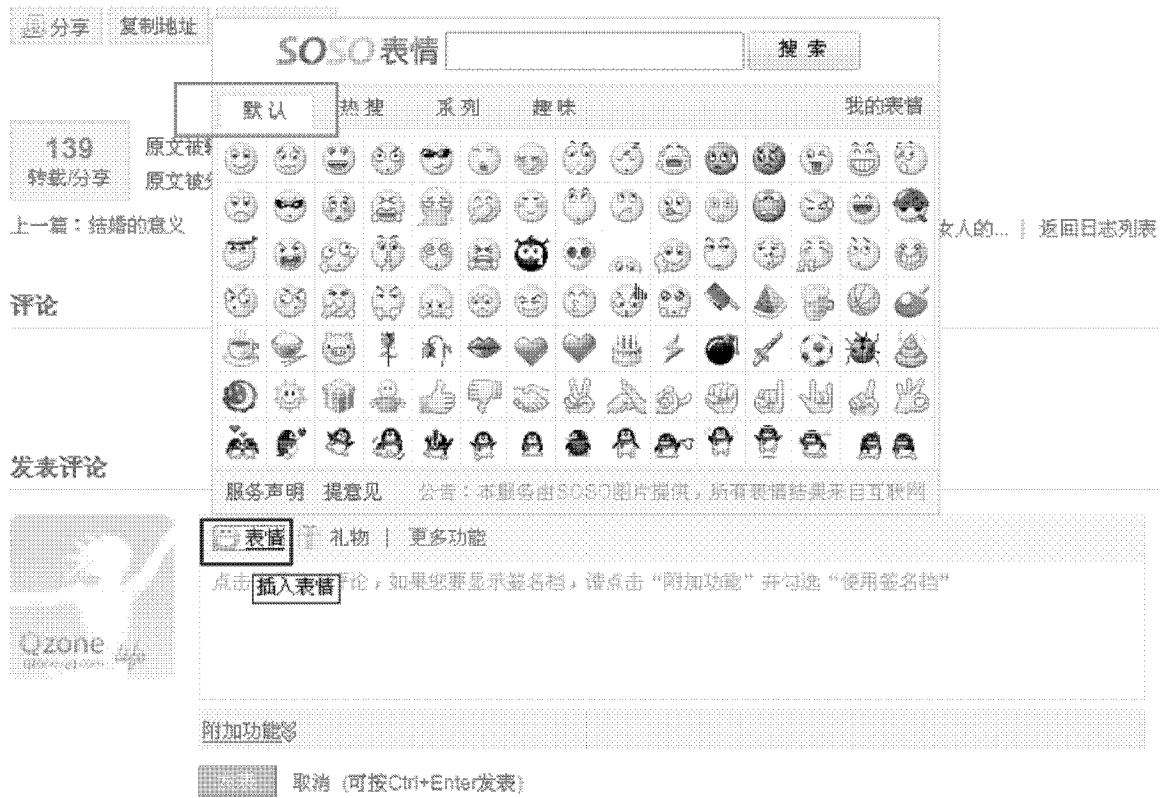 分享 复制地址
SOSO表情 搜 索
默 认 热 搜 系 列 趣 味 我的表情
139
转载/分享
原文被转
原文被分
上一篇：结婚的意义
女人的... | 返回日志列表
评论
发表评论
服务声明 提意见 公告：本服务由SOSO图片提供，所有表情结果来自互联网
表情 礼物 | 更多功能
点击 评论，如果您要显示签名档，请点击“附加功能”并勾选“使用签名档”
插入表情
Qzone
附加功能
发表 取消 (可按Ctrl+Enter发表)